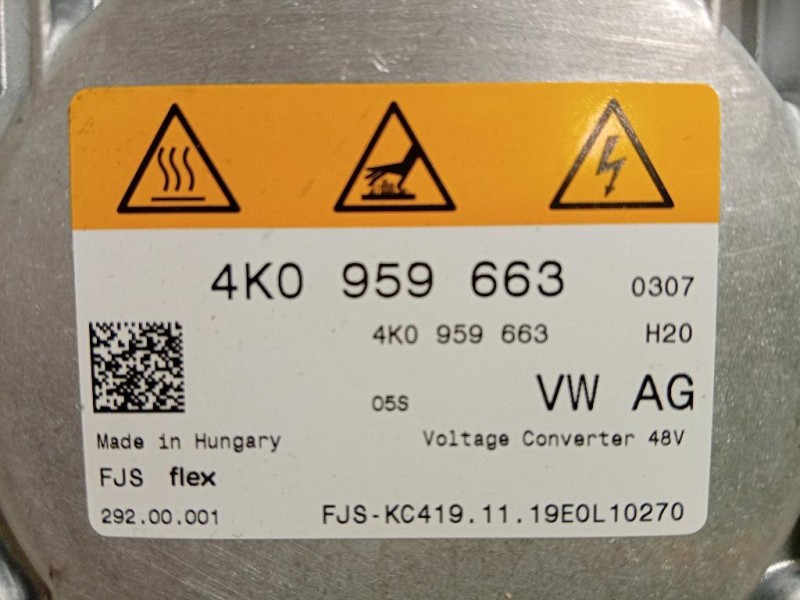 4K0 959 663 0307
4K0 959 663 H20
05S VW AG
Made in Hungary Voltage Converter 48V
FJS flex
292.00.001 FJS-KC419.11.19E0L10270